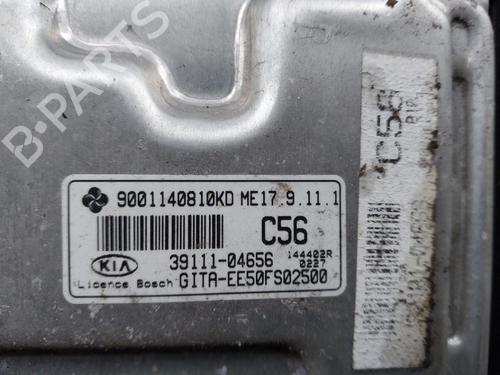 B-PARTS
9001140810KD ME17.9.11.1
C56
KIA
39111-04656
144402R
0227
Licence Bosch
GITA-EE50FS02500
C56